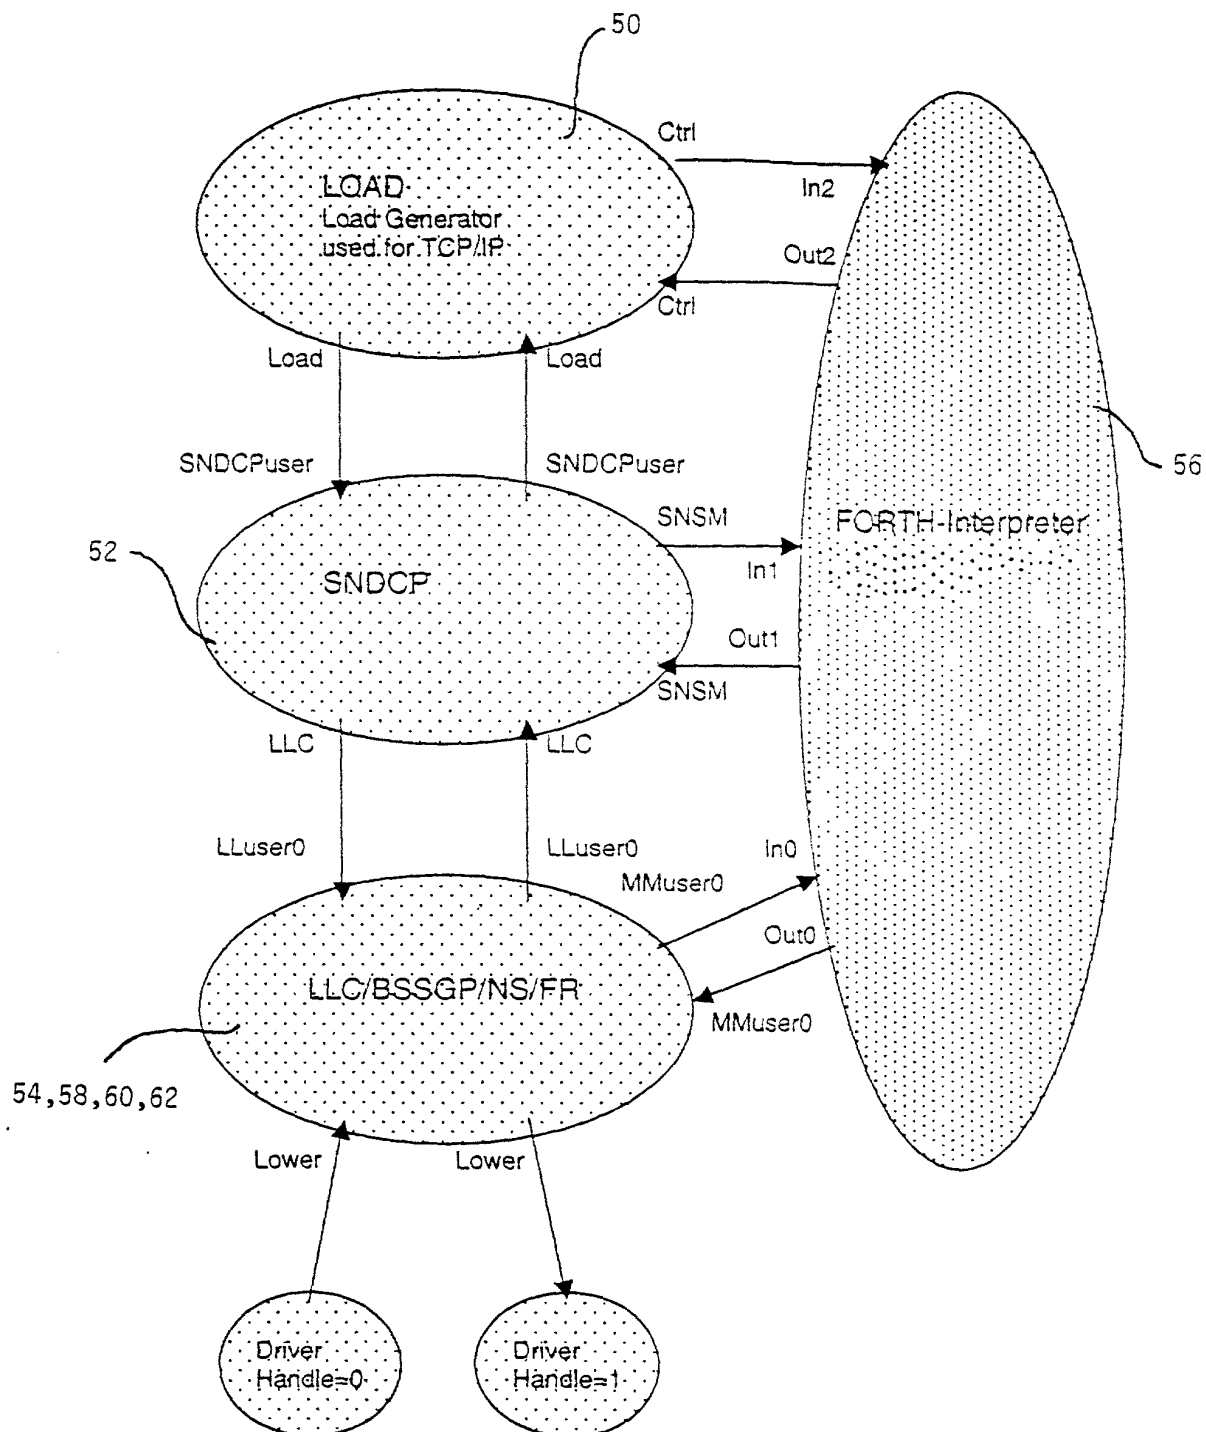 50
Ctrl
In2
LOAD
Load Generator
used for TCP/IP
Out2
Ctrl
Load
Load
SNDCPuser
SNDCPuser
56
SNSM
FORTH-Interpreter
52
In1
SNDCP
Out1
SNSM
LLC
LLC
LLuser0
LLuser0
In0
MMuser0
Out0
LLC/BSSGP/NS/FR
MMuser0
54,58,60,62
Lower
Lower
Driver
Handle=0
Driver
Handle=1